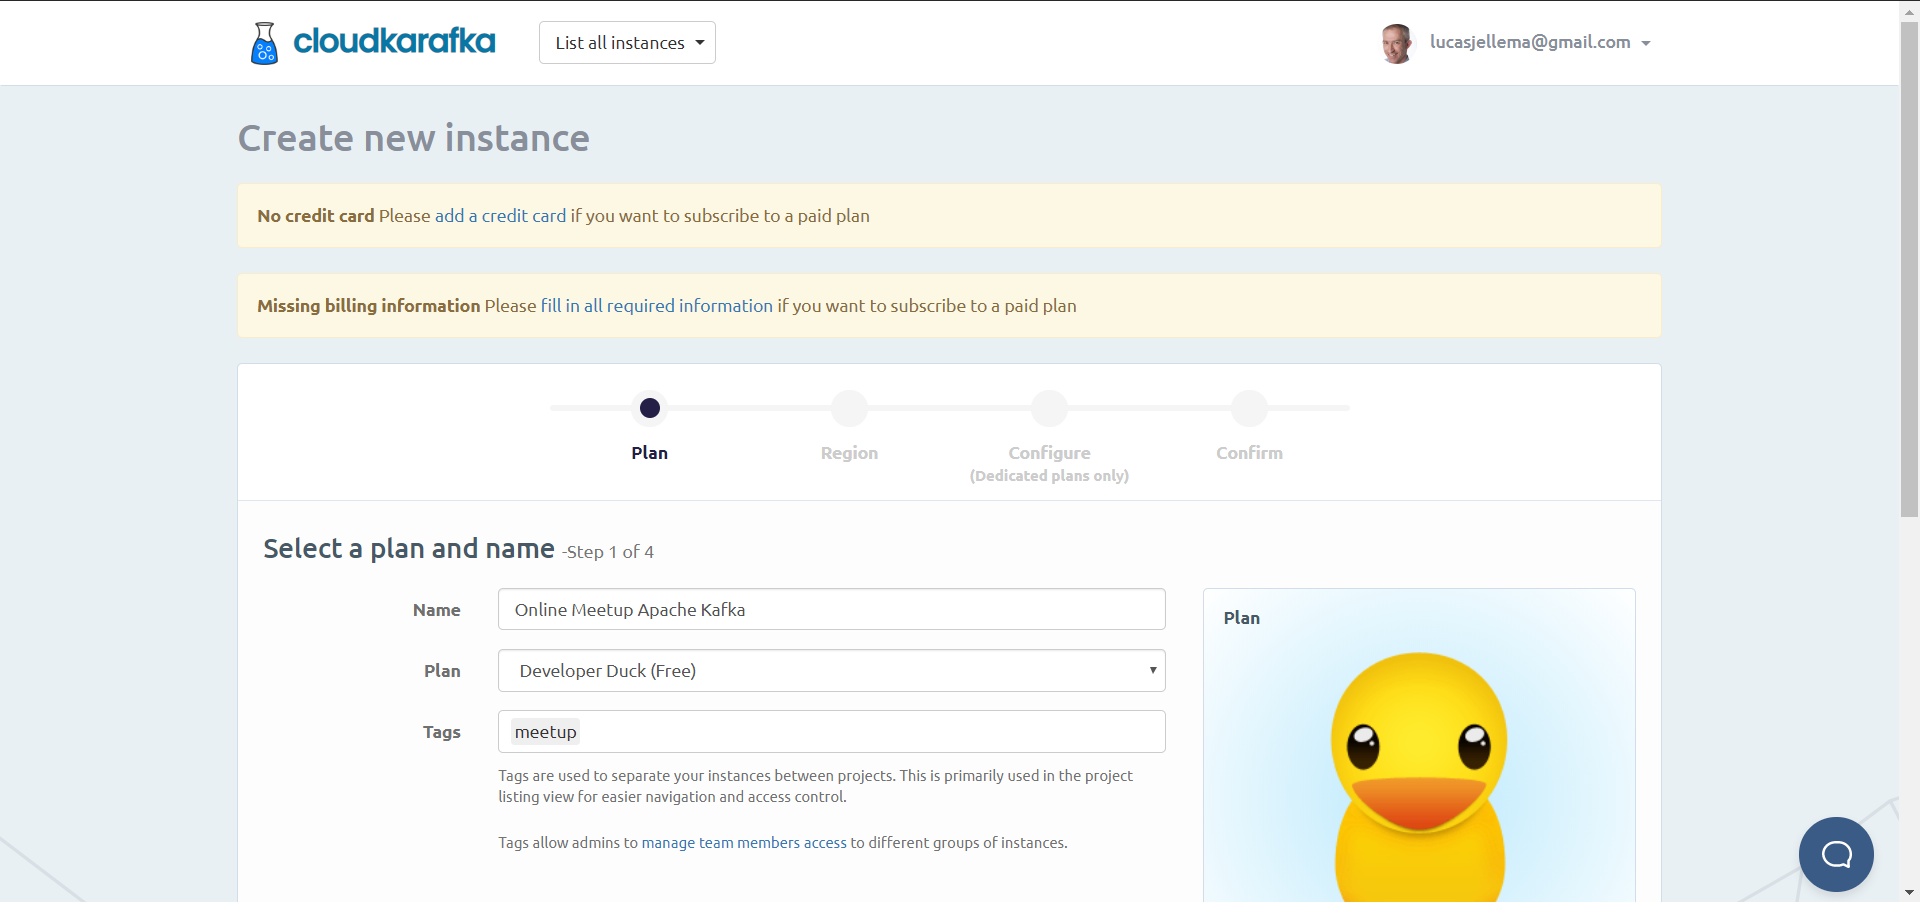 cloudkarafka
List all instances
lucasjellema@gmail.com
Create new instance
No credit card Please add a credit card if you want to subscribe to a paid plan
Missing billing information Please fill in all required information if you want to subscribe to a paid plan
Plan
Region
Configure
(Dedicated plans only)
Confirm
Select a plan and name -Step 1 of 4
Name
Online Meetup Apache Kafka
Plan
Developer Duck (Free)
Tags
meetup
Tags are used to separate your instances between projects. This is primarily used in the project
listing view for easier navigation and access control.
Tags allow admins to manage team members access to different groups of instances.
Plan